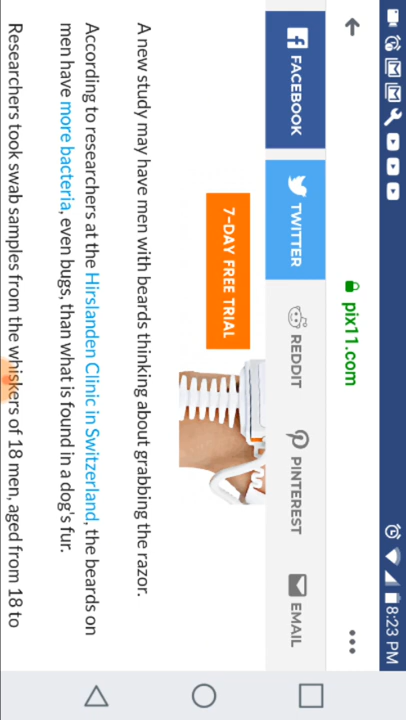 8:23 PM
pix11.com
FACEBOOK TWITTER REDDIT PINTEREST EMAIL
7-DAY FREE TRIAL
A new study may have men with beards thinking about grabbing the razor.
According to researchers at the Hirslanden Clinic in Switzerland, the beards on
men have more bacteria, even bugs, than what is found in a dog's fur.
Researchers took swab samples from the whiskers of 18 men, aged from 18 to